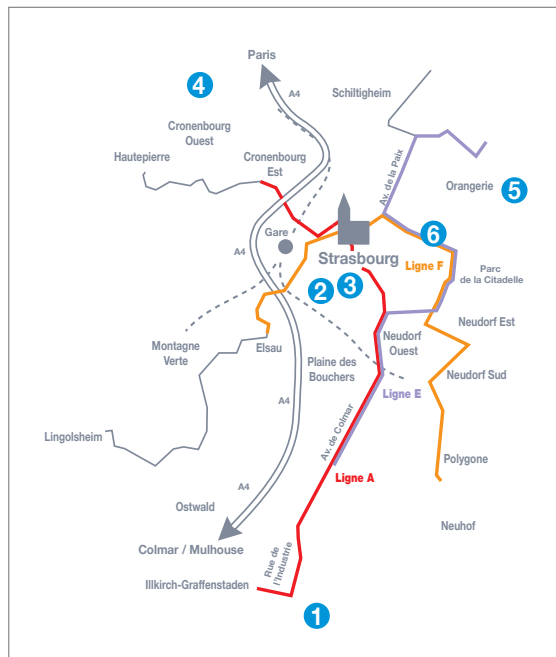 Paris
4
A4
Schiltigheim
Cronenbourg
Ouest
Hautepierre
Cronenbourg
Est
Av. de la Paix
Orangerie
5
6
Gare
A4
Strasbourg
Ligne F
Parc
de la Citadelle
2
3
Neudorf Est
Montagne
Verte
Elsau
Neudorf
Ouest
Plaine des
Bouchers
Neudorf Sud
Ligne E
A4
Lingolsheim
Av. de Colmar
Polygone
Ligne A
A4
Ostwald
Neuhof
Colmar / Mulhouse
Rue de
l'Industrie
Illkirch-Graffenstaden
1